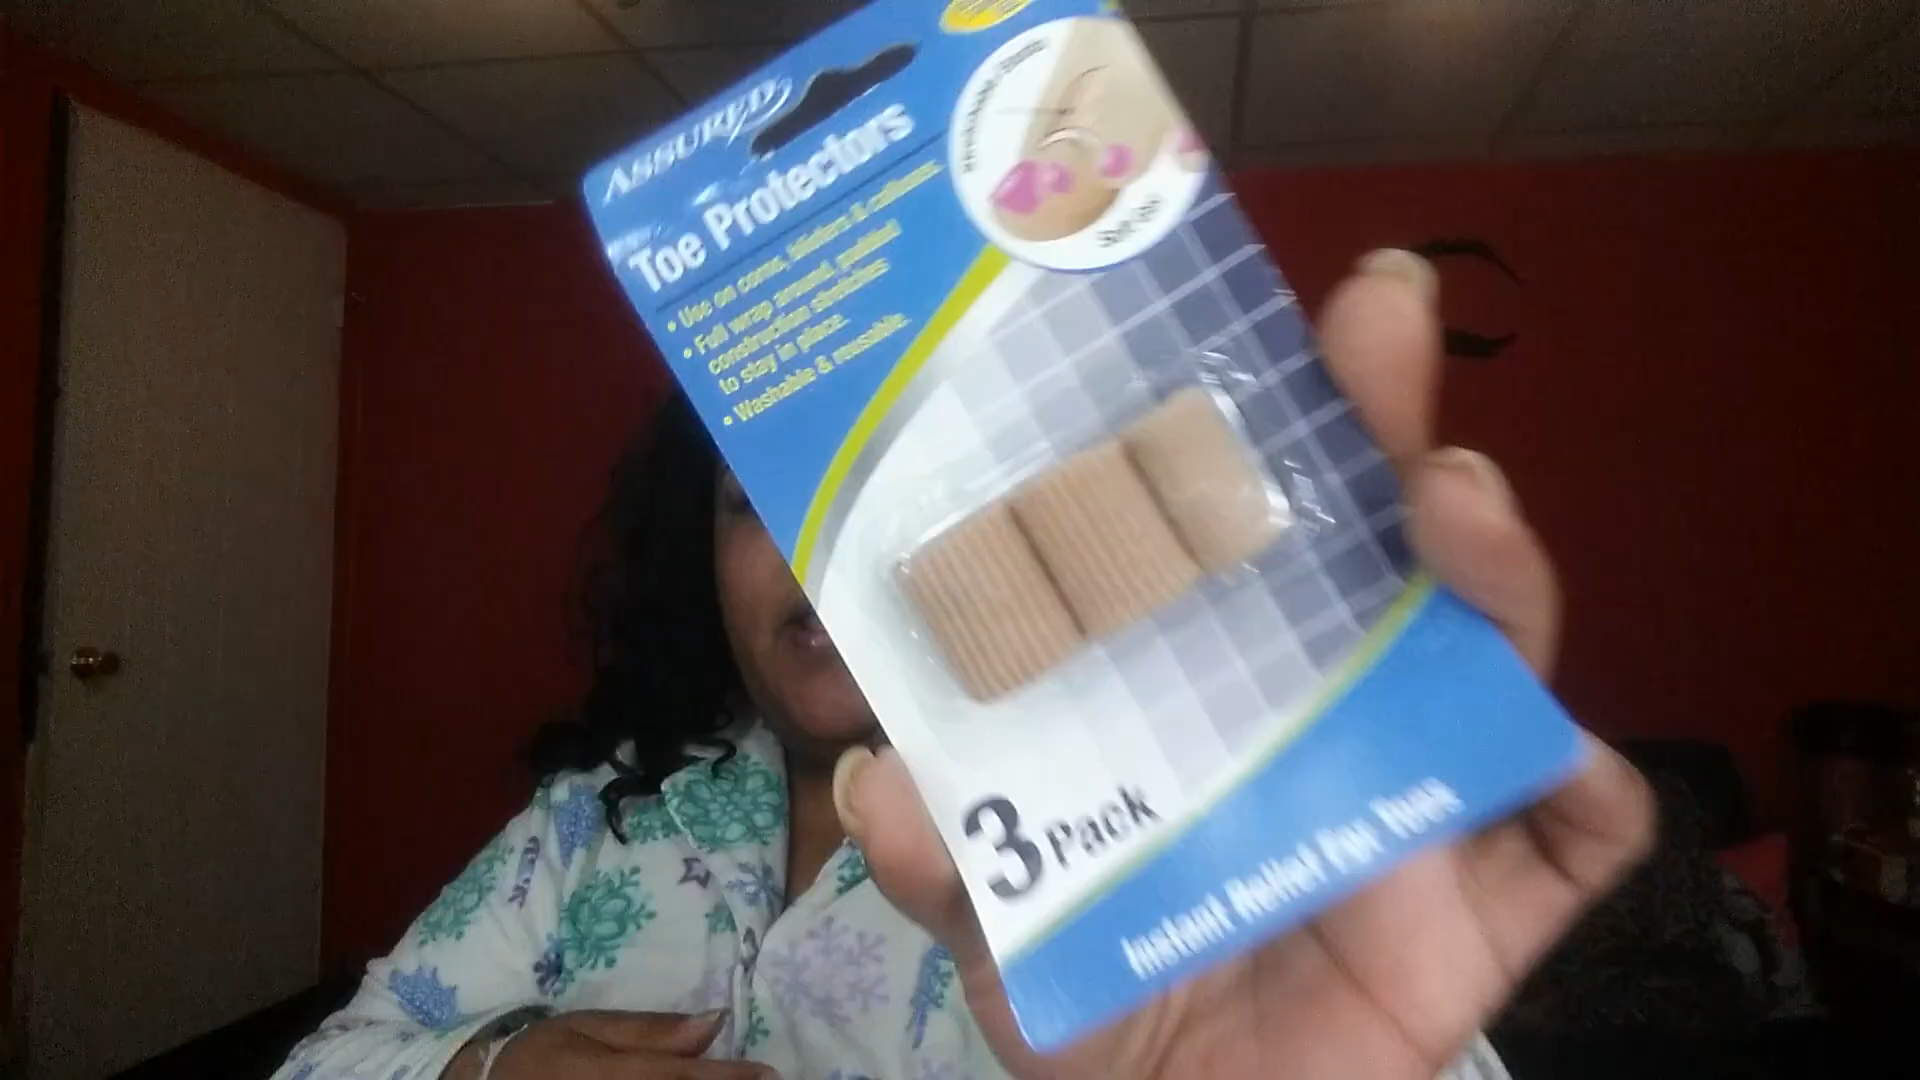 ASSURED
Toe Protectors
• Use on corns, blisters & calluses.
• Full wrap around, padded
construction stretches
to stay in place.
• Washable & reusable.
3 Pack
Instant Relief For Toes